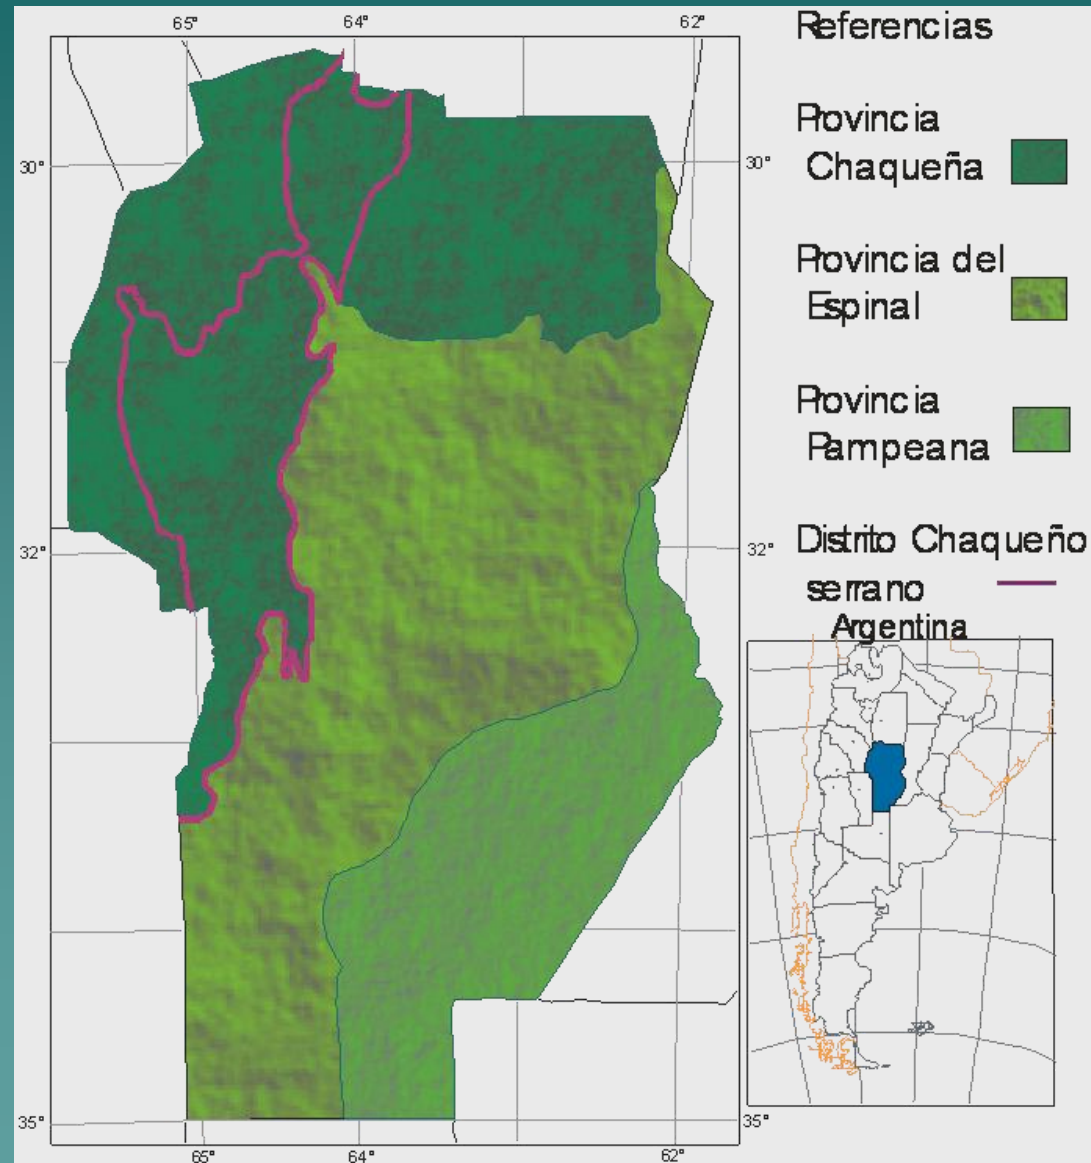 65° 64° 62°
30° 30°
32° 32°
35° 35°
65° 64° 62°
Referencias
Provincia
Chaqueña
Provincia del
Espinal
Provincia
Pampeana
Distrito Chaqueño
serrano
Argentina